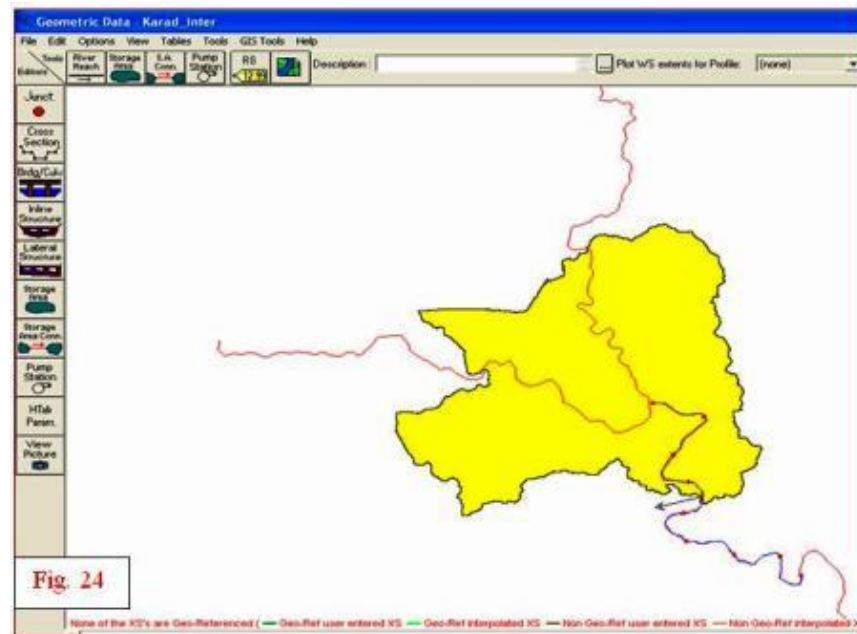 Geometric Data - Karad_Inter
File Edit Options View Tables Tools GIS Tools Help
Tools
Editors
River Reach
Storage Area
S.A. Conn.
Pump Station
RS
Description :
...
Plot WS extents for Profile:
(none)
Junct.
Cross Section
Brdg/Culv
Inline Structure
Lateral Structure
Storage Area
Storage Area Conn.
Pump Station
HTab Param.
View Picture
Fig. 24
None of the XS's are Geo-Referenced ( Geo-Ref user entered XS Geo-Ref interpolated XS Non Geo-Ref user entered XS Non Geo-Ref interpolated X